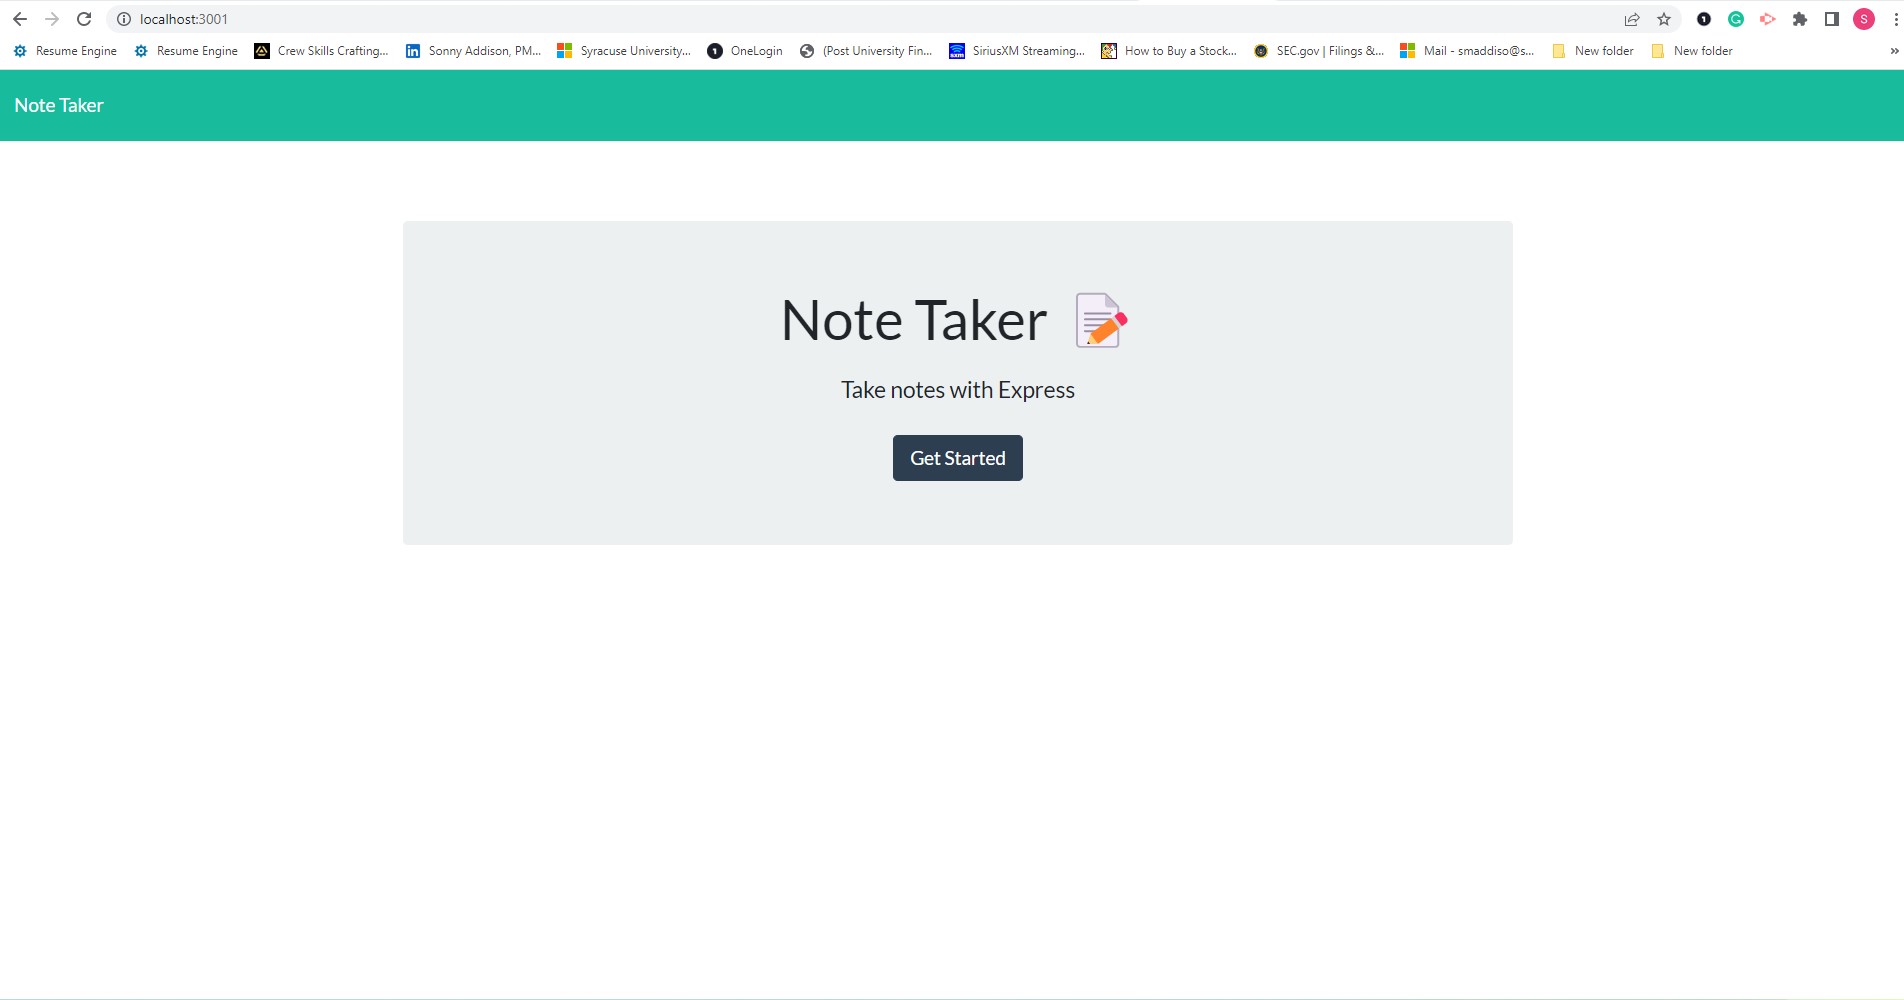 localhost:3001
S
Resume Engine Resume Engine Crew Skills Crafting... Sonny Addison, PM... Syracuse University... OneLogin (Post University Fin... SiriusXM Streaming... How to Buy a Stock... SEC.gov | Filings &... Mail - smaddiso@s... New folder New folder »
Note Taker
Note Taker
Take notes with Express
Get Started